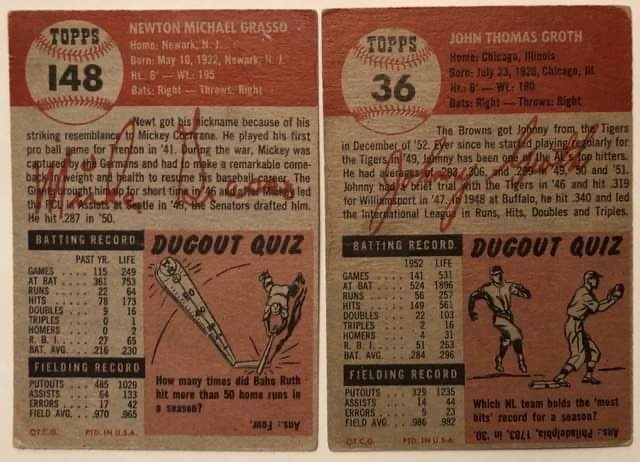 TOPPS
148
NEWTON MICHAEL GRASSO
Home: Newark, N. J.
Born: May 10, 1922, Newark, N. J.
Ht.: 6' — Wt.: 195
Bats: Right — Throws: Right
Newt got his nickname because of his
striking resemblance to Mickey Cochrane. He played his first
pro ball game for in '41. During the war, Mickey was
captured by the Germans and had to make a remarkable come-
back in weight and health to resume his baseball career. The
Giants brought him up for short time in '46 and after Mickey led
PCL in Assists at Seattle in '49, the Senators drafted him.
He hit .287 in '50.
Mickey Grasso
BATTING RECORD
PAST YR. LIFE
GAMES 115 249
AT BAT 361 753
RUNS 22 64
HITS 78 173
DOUBLES 9 16
TRIPLES 0 1
HOMERS 0 2
R. B. I. 27 65
BAT. AVG. .216 .230
FIELDING RECORD
PUTOUTS 485 1029
ASSISTS 64 133
ERRORS 17 42
FIELD AVG. .970 .965
©T.C.G. PTD. IN U.S.A.
DUGOUT QUIZ
60
50
40
How many times did Babe Ruth
hit more than 50 home runs in
a season?
Ans.: Four.
TOPPS
36
JOHN THOMAS GROTH
Home: Chicago, Illinois
Born: July 23, 1926, Chicago, Ill.
Ht.: 6' — Wt.: 180
Bats: Right — Throws: Right
The Browns got Johnny from the Tigers
in December of '52. Ever since he started playing regularly for
the Tigers in '49, Johnny has been one of the AL's top hitters.
He had averages of .293, .306, and .299 in '49, '50 and '51.
Johnny had a brief trial with the Tigers in '46 and hit .319
for Williamsport in '47. In 1948 at Buffalo, he hit .340 and led
the International League in Runs, Hits, Doubles and Triples.
Johnny Groth
BATTING RECORD
1952 LIFE
GAMES 141 531
AT BAT 524 1896
RUNS 56 257
HITS 149 561
DOUBLES 22 103
TRIPLES 2 16
HOMERS 4 31
R. B. I. 51 263
BAT. AVG. .284 .296
FIELDING RECORD
PUTOUTS 329 1235
ASSISTS 14 44
ERRORS 5 23
FIELD AVG. .986 .982
©T.C.G. PTD. IN U.S.A.
DUGOUT QUIZ
Which NL team holds the 'most
hits' record for a season?
Ans.: Philadelphia, 1783, in '30.